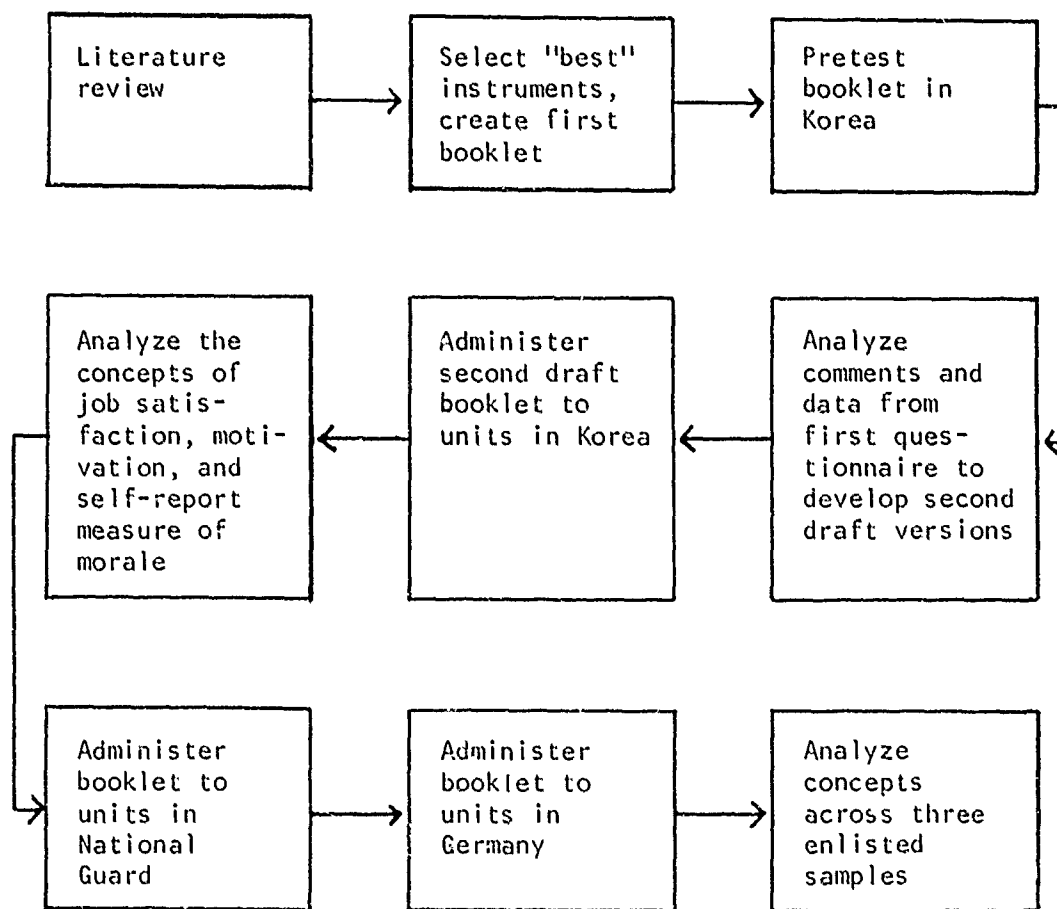 Literature
review
Select "best"
instruments,
create first
booklet
Pretest
booklet in
Korea
Analyze
comments and
data from
first ques-
tionnaire to
develop second
draft versions
Administer
second draft
booklet to
units in Korea
Analyze the
concepts of
job satis-
faction, moti-
vation, and
self-report
measure of
morale
Administer
booklet to
units in
National
Guard
Administer
booklet to
units in
Germany
Analyze
concepts
across three
enlisted
samples